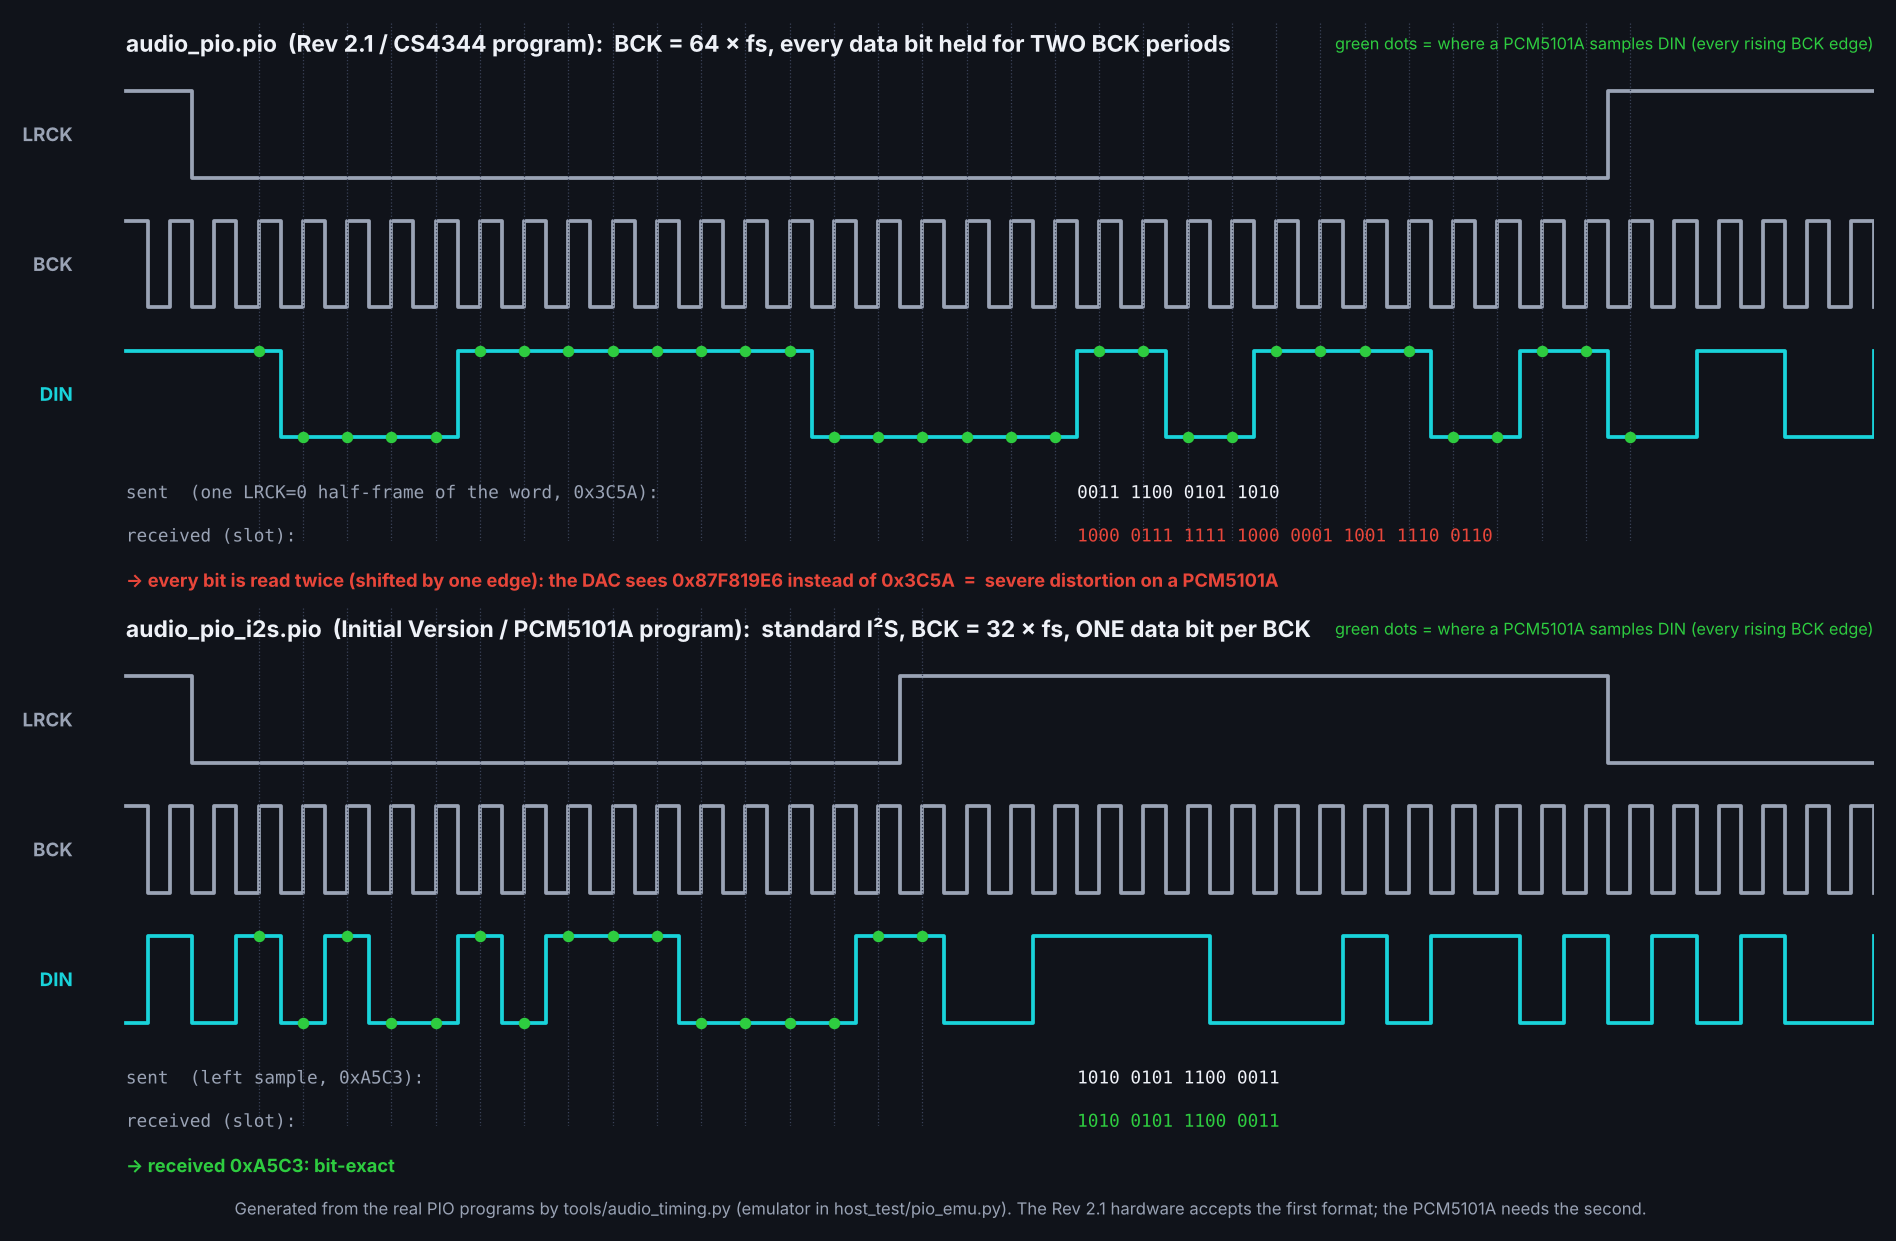 audio_pio.pio (Rev 2.1 / CS4344 program): BCK = 64 × fs, every data bit held for TWO BCK periods
green dots = where a PCM5101A samples DIN (every rising BCK edge)
LRCK
BCK
DIN
sent (one LRCK=0 half-frame of the word, 0x3C5A): 0011 1100 0101 1010
received (slot): 1000 0111 1111 1000 0001 1001 1110 0110
→ every bit is read twice (shifted by one edge): the DAC sees 0x87F819E6 instead of 0x3C5A = severe distortion on a PCM5101A
audio_pio_i2s.pio (Initial Version / PCM5101A program): standard I²S, BCK = 32 × fs, ONE data bit per BCK
green dots = where a PCM5101A samples DIN (every rising BCK edge)
LRCK
BCK
DIN
sent (left sample, 0xA5C3): 1010 0101 1100 0011
received (slot): 1010 0101 1100 0011
→ received 0xA5C3: bit-exact
Generated from the real PIO programs by tools/audio_timing.py (emulator in host_test/pio_emu.py). The Rev 2.1 hardware accepts the first format; the PCM5101A needs the second.